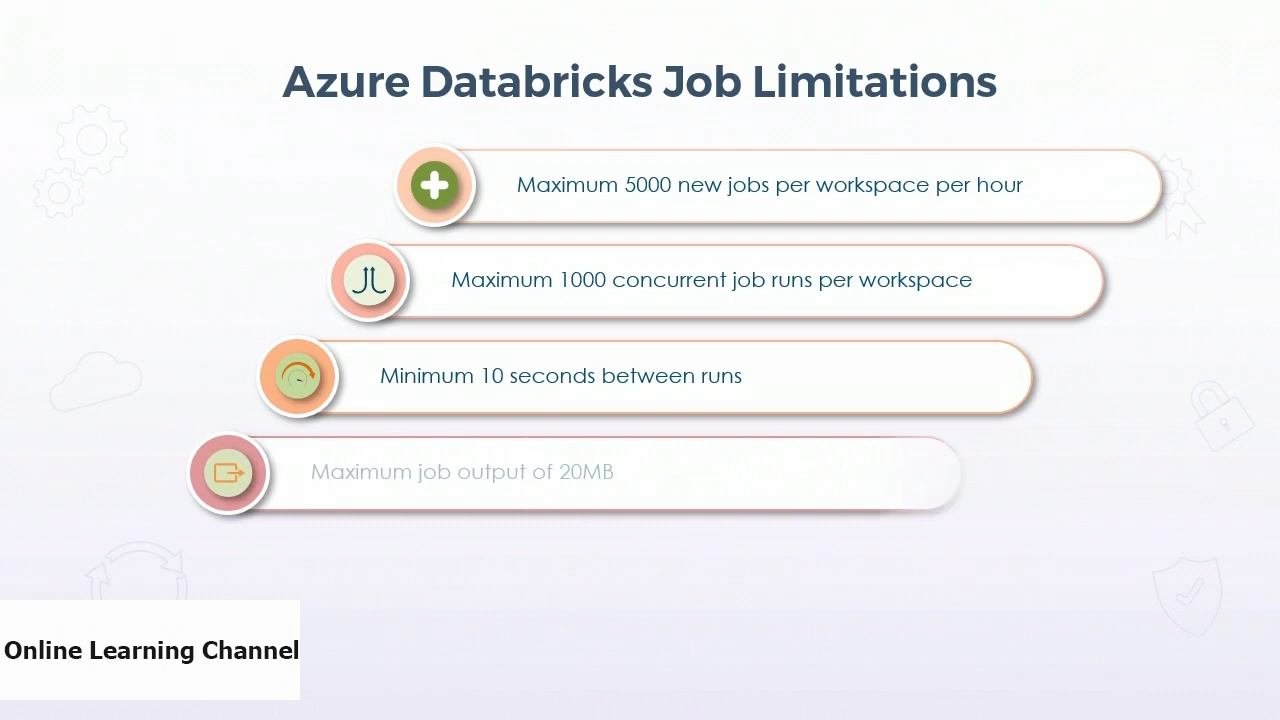 Azure Databricks Job Limitations
Maximum 5000 new jobs per workspace per hour
Maximum 1000 concurrent job runs per workspace
Minimum 10 seconds between runs
Maximum job output of 20MB
Online Learning Channel